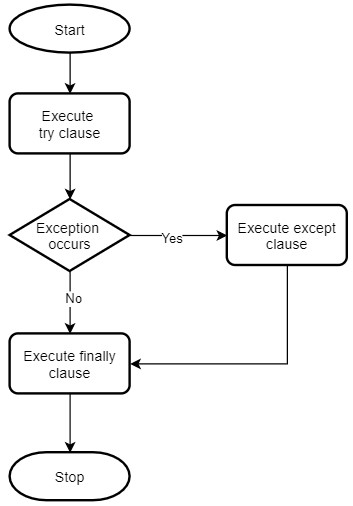 Start
Execute
try clause
Exception
occurs
Yes
Execute except
clause
No
Execute finally
clause
Stop